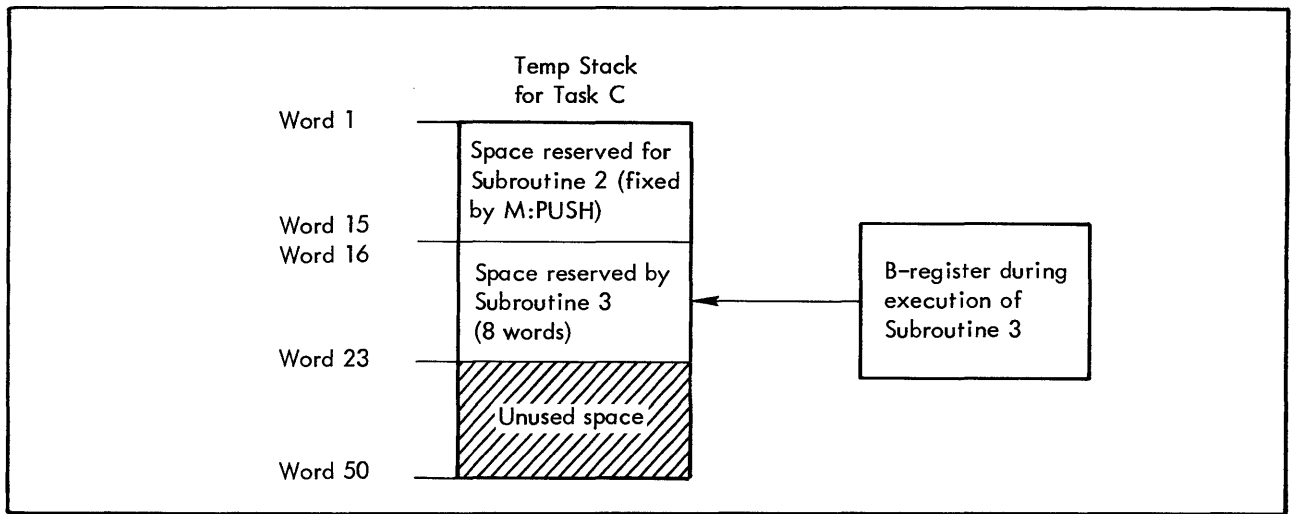 Temp Stack
for Task C
Word 1
Space reserved for
Subroutine 2 (fixed
by M:PUSH)
Word 15
Word 16
Space reserved by
Subroutine 3
(8 words)
B-register during
execution of
Subroutine 3
Word 23
Unused space
Word 50